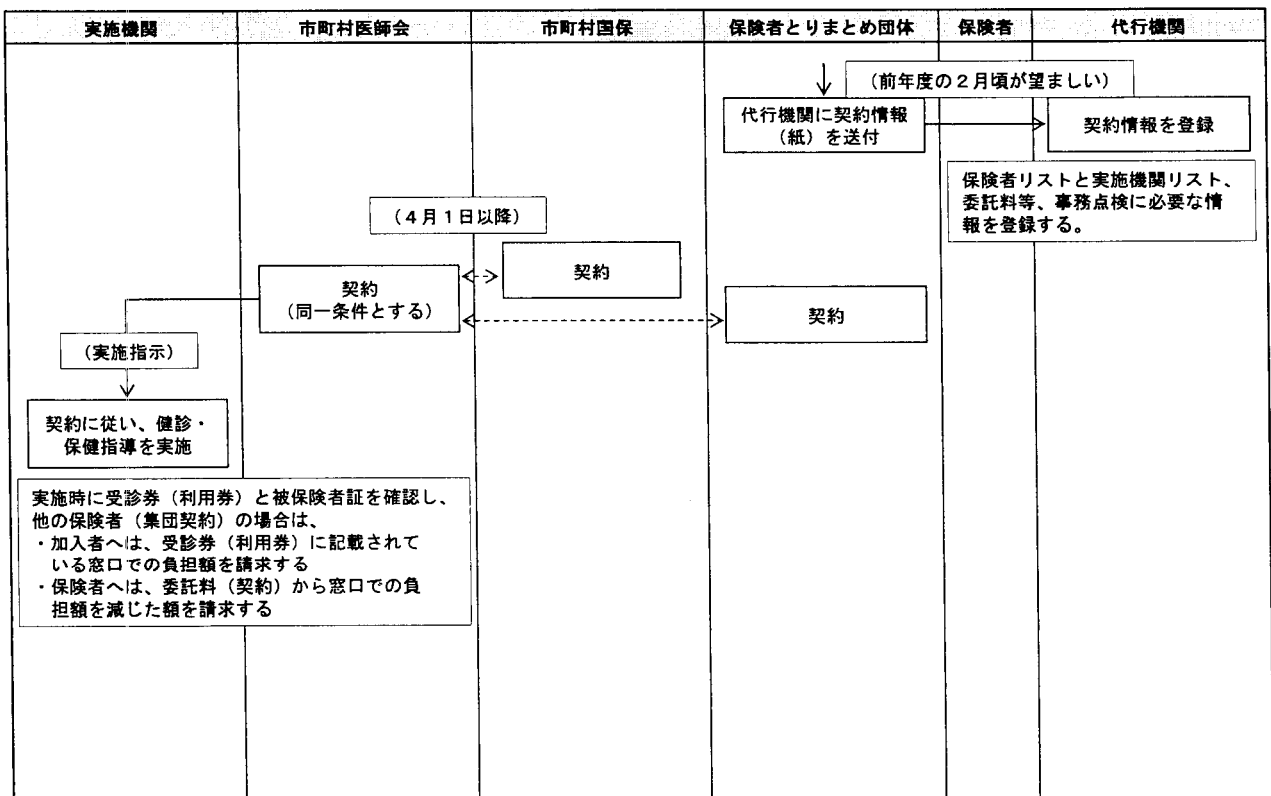 実施機関
市町村医師会
市町村国保
保険者とりまとめ団体
保険者
代行機関
(前年度の2月頃が望ましい)
代行機関に契約情報
(紙)を送付
契約情報を登録
保険者リストと実施機関リスト、
委託料等、事務点検に必要な情
報を登録する。
(4月1日以降)
契約
(同一条件とする)
契約
契約
(実施指示)
契約に従い、健診・
保健指導を実施
実施時に受診券(利用券)と被保険者証を確認し、
他の保険者(集団契約)の場合は、
・加入者へは、受診券(利用券)に記載されて
いる窓口での負担額を請求する
・保険者へは、委託料(契約)から窓口での負
担額を減じた額を請求する